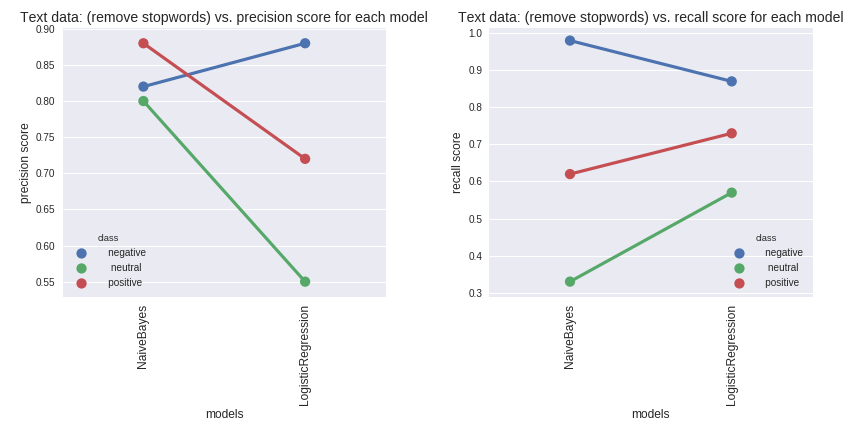 Text data: (remove stopwords) vs. precision score for each model
0.90
0.85
0.80
0.75
0.70
0.65
0.60
0.55
precision score
class
negative
neutral
positive
NaiveBayes
LogisticRegression
models
Text data: (remove stopwords) vs. recall score for each model
1.0
0.9
0.8
0.7
0.6
0.5
0.4
0.3
recall score
class
negative
neutral
positive
NaiveBayes
LogisticRegression
models